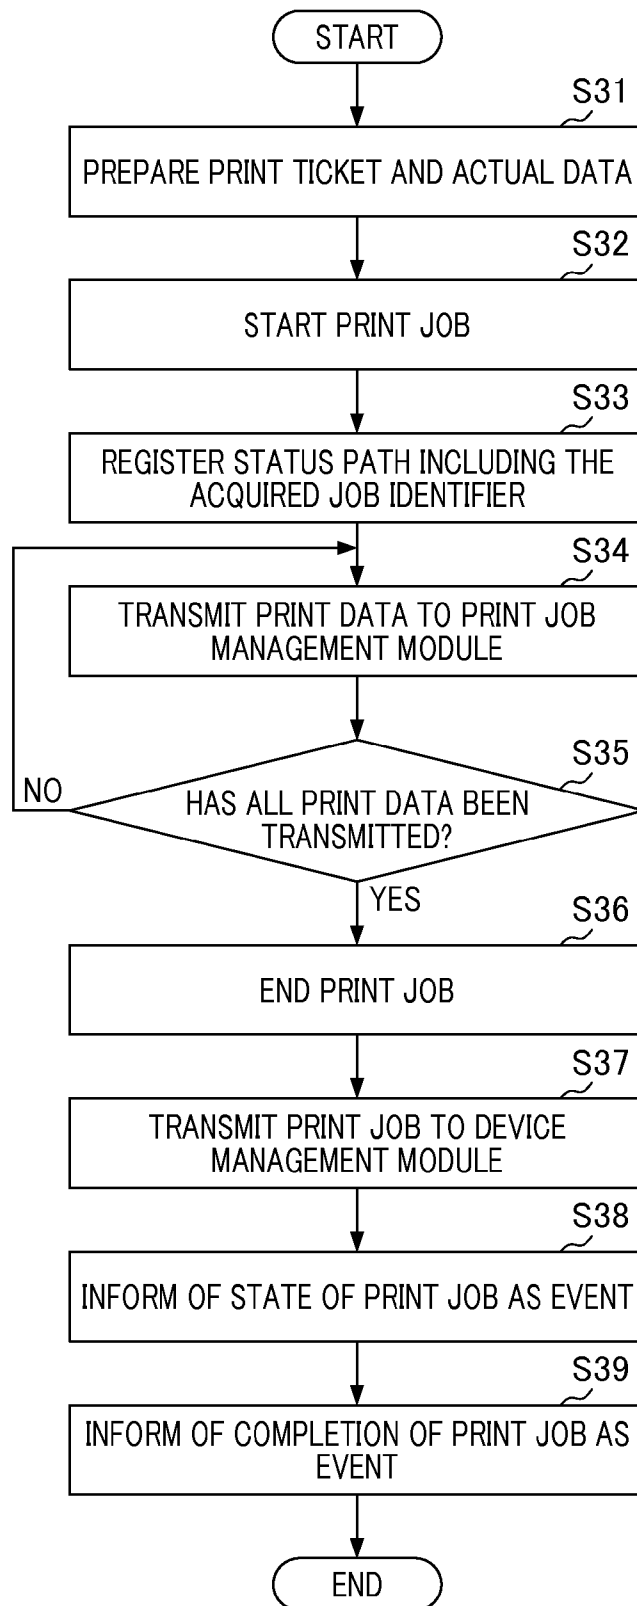 START
S31
PREPARE PRINT TICKET AND ACTUAL DATA
S32
START PRINT JOB
S33
REGISTER STATUS PATH INCLUDING THE
ACQUIRED JOB IDENTIFIER
S34
TRANSMIT PRINT DATA TO PRINT JOB
MANAGEMENT MODULE
S35
NO
HAS ALL PRINT DATA BEEN
TRANSMITTED?
YES
S36
END PRINT JOB
S37
TRANSMIT PRINT JOB TO DEVICE
MANAGEMENT MODULE
S38
INFORM OF STATE OF PRINT JOB AS EVENT
S39
INFORM OF COMPLETION OF PRINT JOB AS
EVENT
END